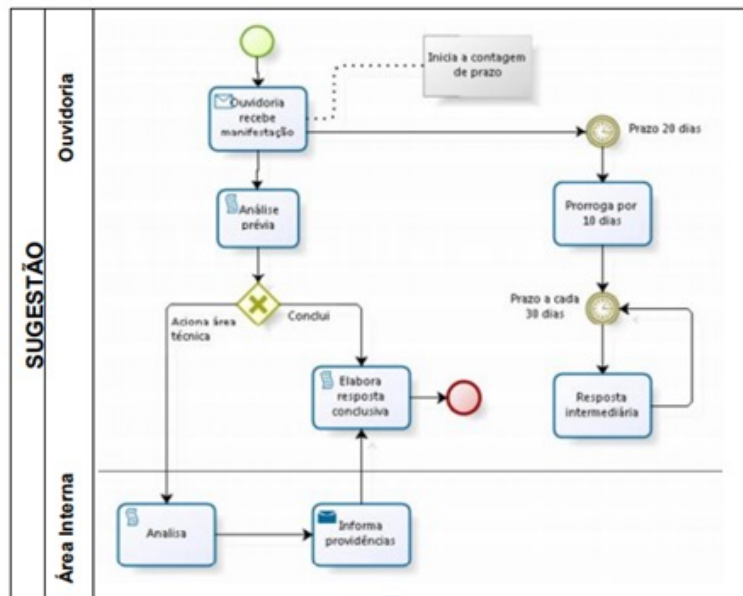 SUGESTÃO
Ouvidoria
Inicia a contagem
de prazo
Ouvidoria
recebe
manifestação
Prazo 20 dias
Análise
prévia
Prorroga por
10 dias
Aciona área
técnica
Conclui
Prazo a cada
30 dias
Elabora
resposta
conclusiva
Resposta
intermediária
Área Interna
Analisa
Informa
providências